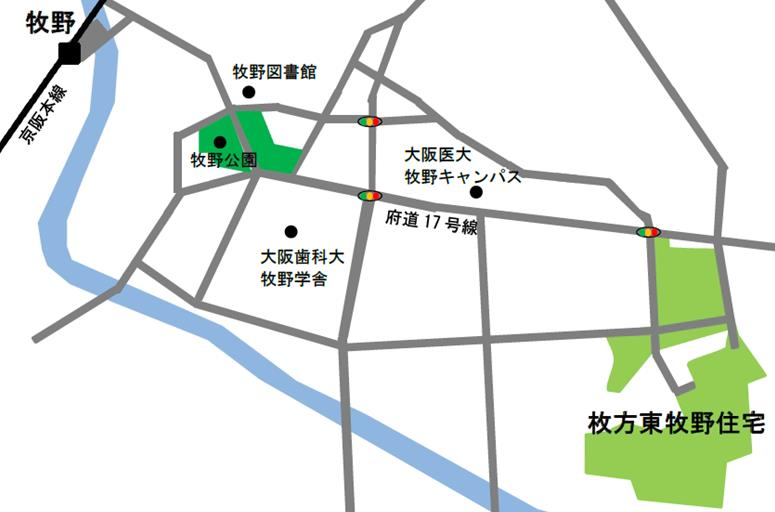 牧野
京阪本線
牧野図書館
牧野公園
大阪医大
牧野キャンパス
府道17号線
大阪歯科大
牧野学舎
枚方東牧野住宅